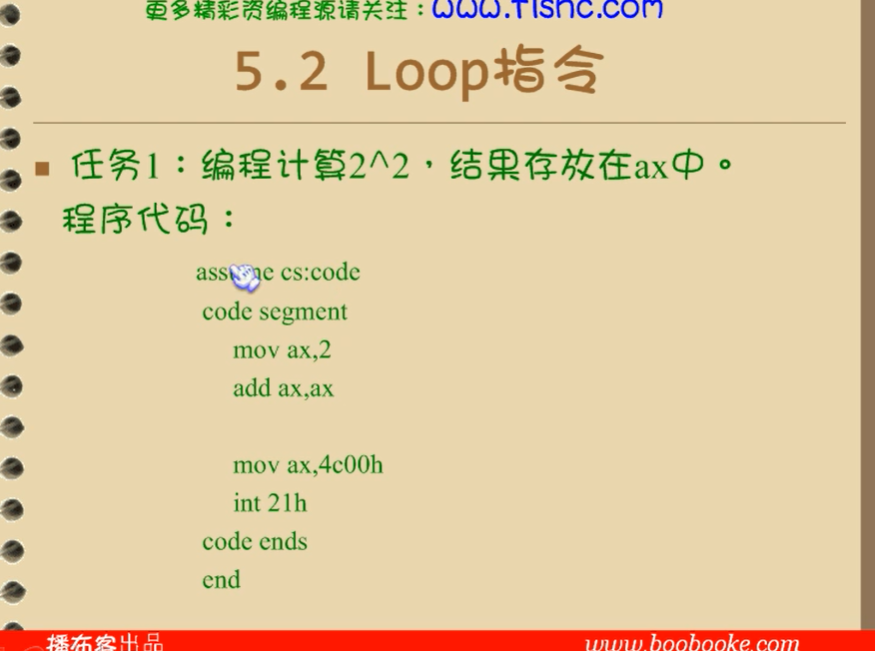 更多精彩资编程源请关注：www.flshc.com
5.2 Loop指令
任务1：编程计算2^2，结果存放在ax中。
程序代码：
assume cs:code
code segment
mov ax,2
add ax,ax
mov ax,4c00h
int 21h
code ends
end
播布客出品
www.boobooke.com